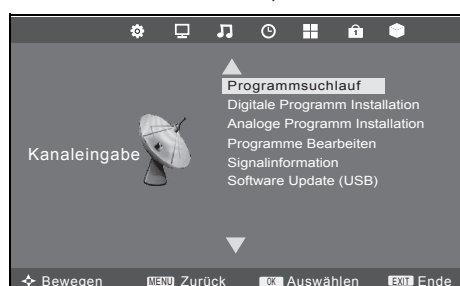 Programmsuchlauf
Digitale Programm Installation
Analoge Programm Installation
Programme Bearbeiten
Kanaleingabe
Signalinformation
Software Update (USB)
Bewegen MENU Zurück OK Auswählen EXIT Ende